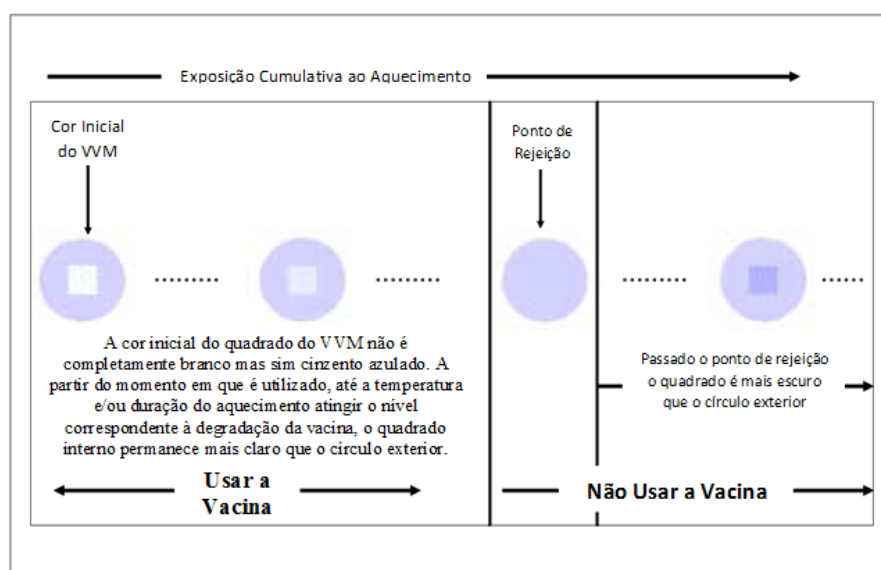 Exposição Cumulativa ao Aquecimento
Cor Inicial
do VVM
Ponto de
Rejeição
A cor inicial do quadrado do VVM não é
completamente branco mas sim cinzento azulado. A
partir do momento em que é utilizado, até a temperatura
e/ou duração do aquecimento atingir o nível
correspondente à degradação da vacina, o quadrado
interno permanece mais claro que o círculo exterior.
Passado o ponto de rejeição
o quadrado é mais escuro
que o círculo exterior
Usar a
Vacina
Não Usar a Vacina